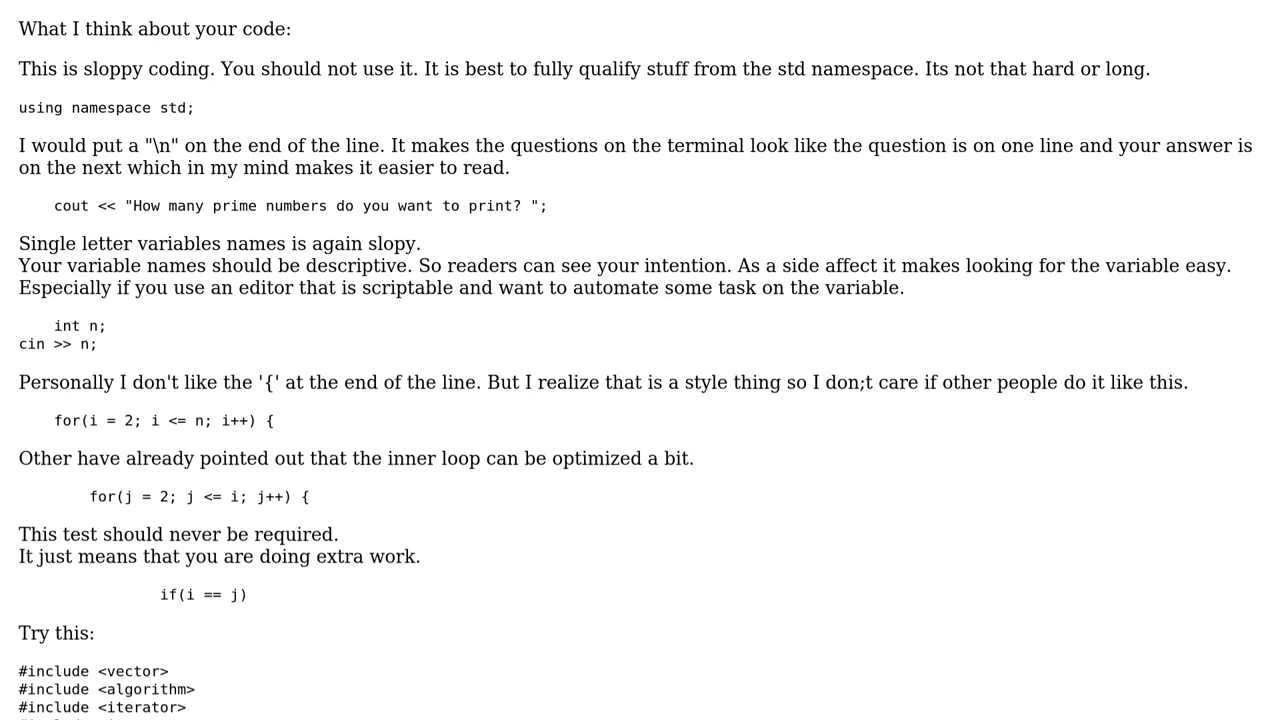 What I think about your code:
This is sloppy coding. You should not use it. It is best to fully qualify stuff from the std namespace. Its not that hard or long.
using namespace std;
I would put a "\n" on the end of the line. It makes the questions on the terminal look like the question is on one line and your answer is
on the next which in my mind makes it easier to read.
    cout << "How many prime numbers do you want to print? ";
Single letter variables names is again slopy.
Your variable names should be descriptive. So readers can see your intention. As a side affect it makes looking for the variable easy.
Especially if you use an editor that is scriptable and want to automate some task on the variable.
    int n;
cin >> n;
Personally I don't like the '{' at the end of the line. But I realize that is a style thing so I don;t care if other people do it like this.
    for(i = 2; i <= n; i++) {
Other have already pointed out that the inner loop can be optimized a bit.
        for(j = 2; j <= i; j++) {
This test should never be required.
It just means that you are doing extra work.
                if(i == j)
Try this:
#include <vector>
#include <algorithm>
#include <iterator>